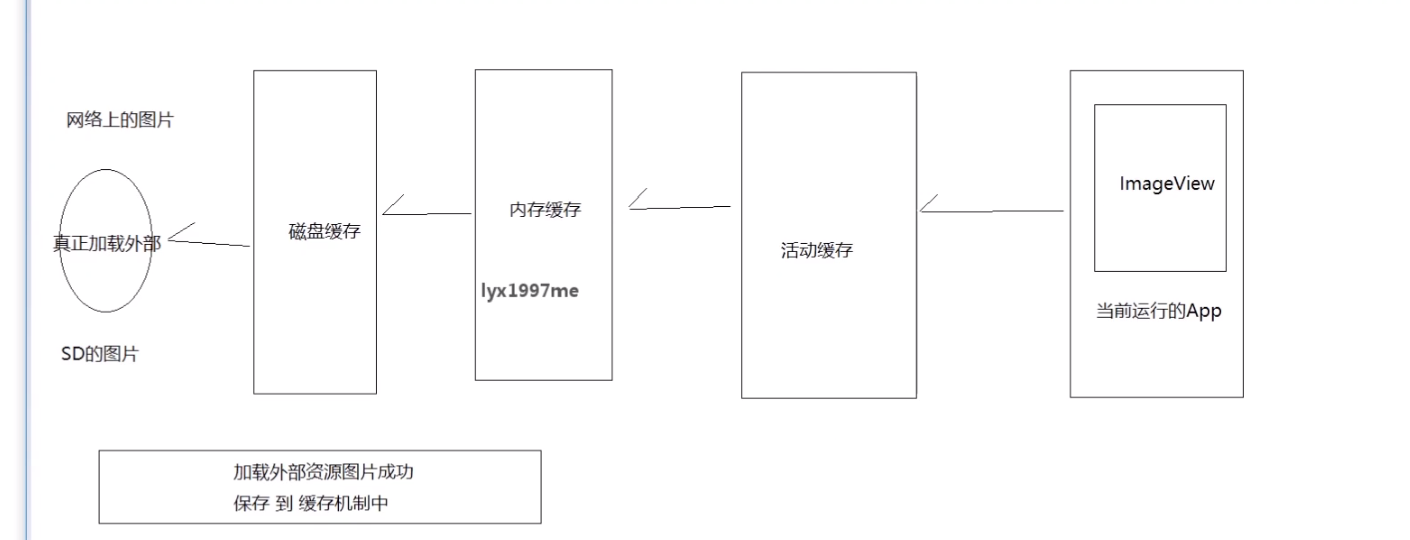 网络上的图片
真正加载外部
SD的图片
磁盘缓存
内存缓存
lyx1997me
活动缓存
ImageView
当前运行的App
加载外部资源图片成功
保存 到 缓存机制中